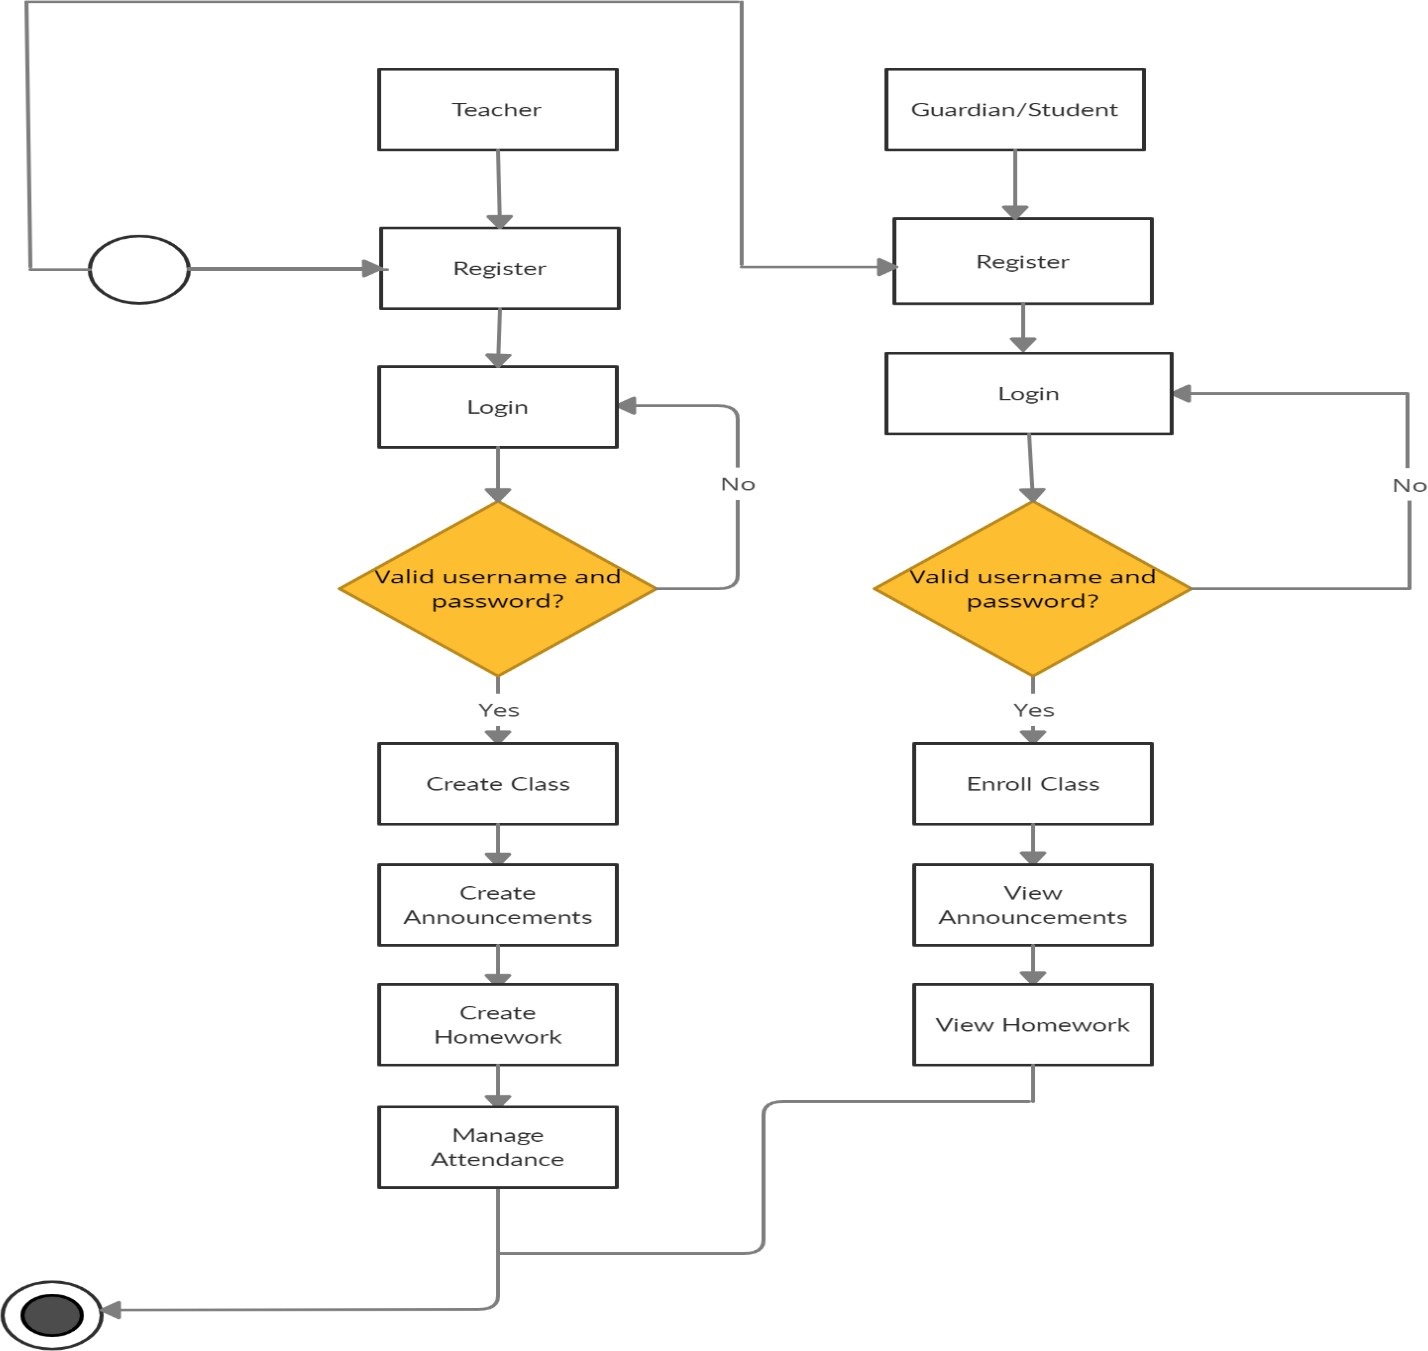 Teacher
Register
Login
No
Valid username and
password?
Yes
Create Class
Create
Announcements
Create
Homework
Manage
Attendance
Guardian/Student
Register
Login
No
Valid username and
password?
Yes
Enroll Class
View
Announcements
View Homework